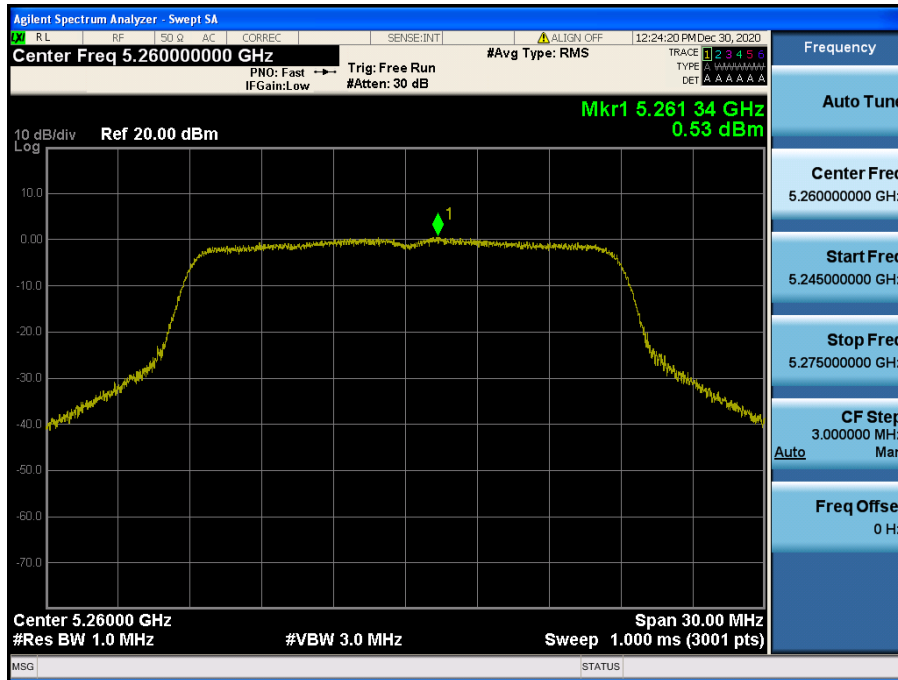 Agilent Spectrum Analyzer - Swept SA
LXI RL RF 50 Ω AC CORREC SENSE:INT ALIGN OFF 12:24:20 PM Dec 30, 2020
Center Freq 5.260000000 GHz
PNO: Fast
IFGain:Low
Trig: Free Run
#Atten: 30 dB
#Avg Type: RMS
TRACE 1 2 3 4 5 6
TYPE A WWWWW
DET A A A A A A
Mkr1 5.261 34 GHz
0.53 dBm
10 dB/div Ref 20.00 dBm
Log
10.0
1
0.00
-10.0
-20.0
-30.0
-40.0
-50.0
-60.0
-70.0
Center 5.26000 GHz Span 30.00 MHz
#Res BW 1.0 MHz #VBW 3.0 MHz Sweep 1.000 ms (3001 pts)
MSG STATUS
Frequency
Auto Tune
Center Freq
5.260000000 GHz
Start Freq
5.245000000 GHz
Stop Freq
5.275000000 GHz
CF Step
3.000000 MHz
Auto Man
Freq Offse
0 Hz